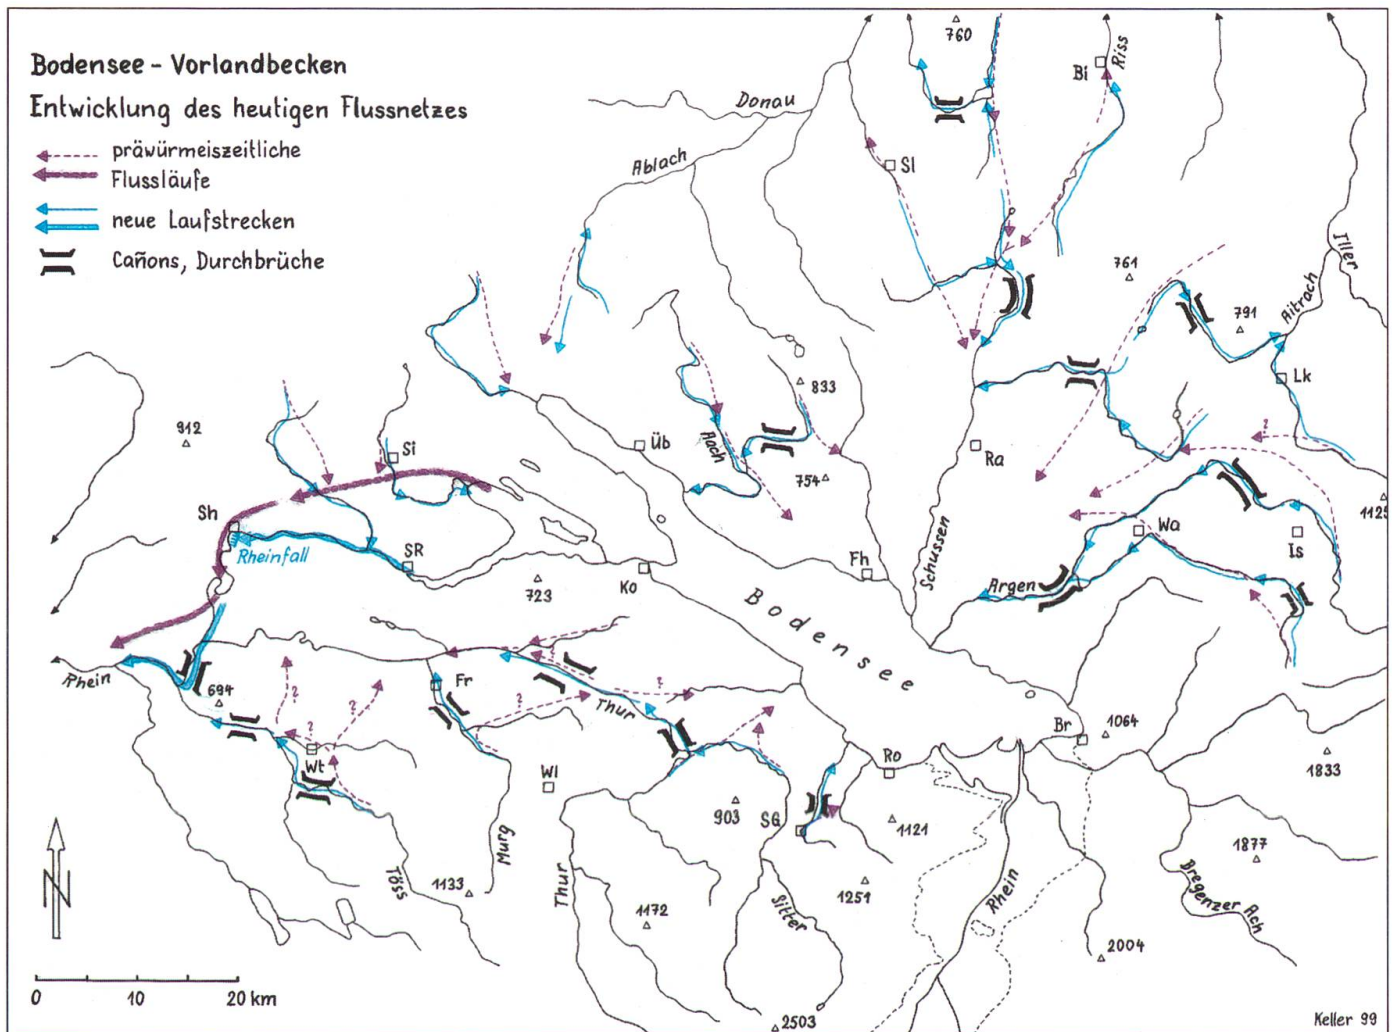 Bodensee - Vorlandbecken
Entwicklung des heutigen Flussnetzes
präwürmeiszeitliche
Flussläufe
neue Laufstrecken
Cañons, Durchbrüche
760
Bi
Riss
Donau
Ablach
Sl
Iller
761
791
Aitrach
833
Lk
912
Si
Üb
Aach
Ra
754
?
1125
Sh
Rheinfall
SR
Wa
Is
Ko
Fh
Schussen
Argen
723
Bodensee
Rhein
694
Fr
?
?
?
?
?
?
Thur
Br
1064
Wt
Wl
Ro
1833
903
SG
1121
1877
Murg
Töss
1133
Thur
1172
Sitter
1251
Rhein
Bregenzer Ach
2004
N
0 10 20 km
2503
Keller 99